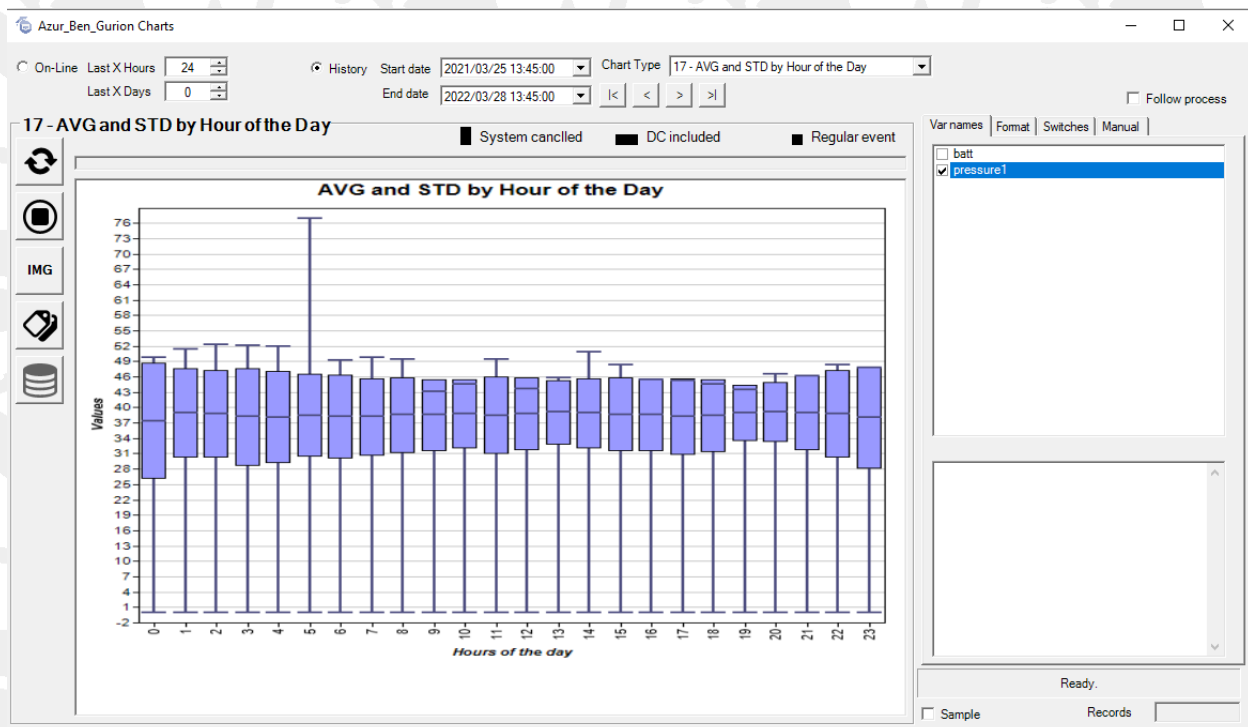 Azur_Ben_Gurion Charts
On-Line Last X Hours 24
Last X Days 0
History Start date 2021/03/25 13:45:00
End date 2022/03/28 13:45:00
Chart Type 17 - AVG and STD by Hour of the Day
|< < > >|
Follow process
17 - AVG and STD by Hour of the Day
System canclled DC included Regular event
IMG
AVG and STD by Hour of the Day
Values
76
73
70
67
64
61
58
55
52
49
46
43
40
37
34
31
28
25
22
19
16
13
10
7
4
1
-2
0 1 2 3 4 5 6 7 8 9 10 11 12 13 14 15 16 17 18 19 20 21 22 23
Hours of the day
Var names Format Switches Manual
batt
pressure1
Ready.
Sample Records